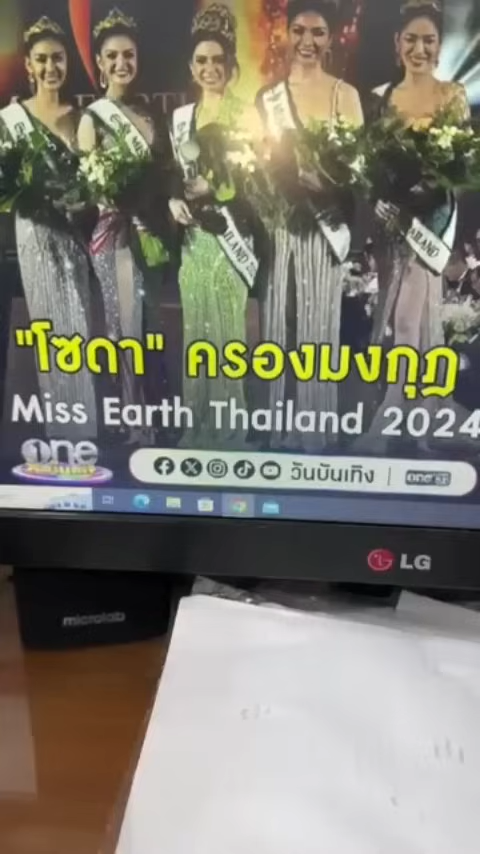 "โซดา" ครองมงกุฎ
Miss Earth Thailand 2024
one
วันบันเทิง
one
LG
microlab